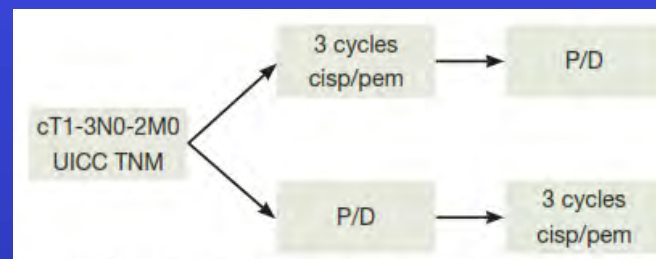 cT1-3N0-2M0
UICC TNM
3 cycles
cisp/pem
P/D
P/D
3 cycles
cisp/pem